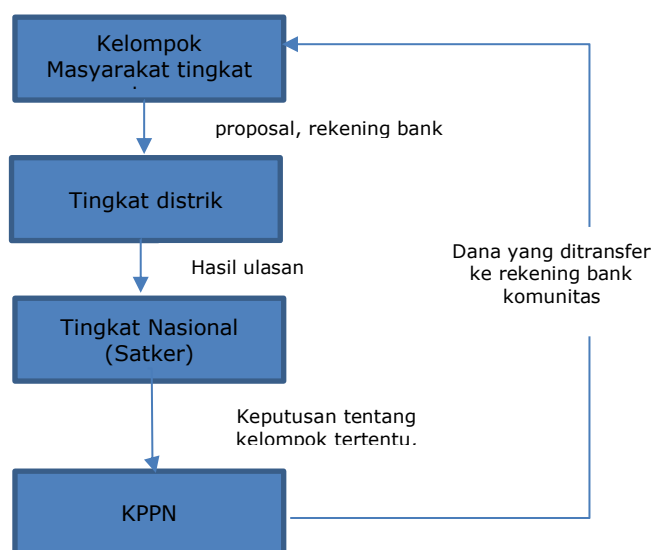 Kelompok
Masyarakat tingkat
proposal, rekening bank
Tingkat distrik
Hasil ulasan
Dana yang ditransfer
ke rekening bank
komunitas
Tingkat Nasional
(Satker)
Keputusan tentang
kelompok tertentu.
KPPN